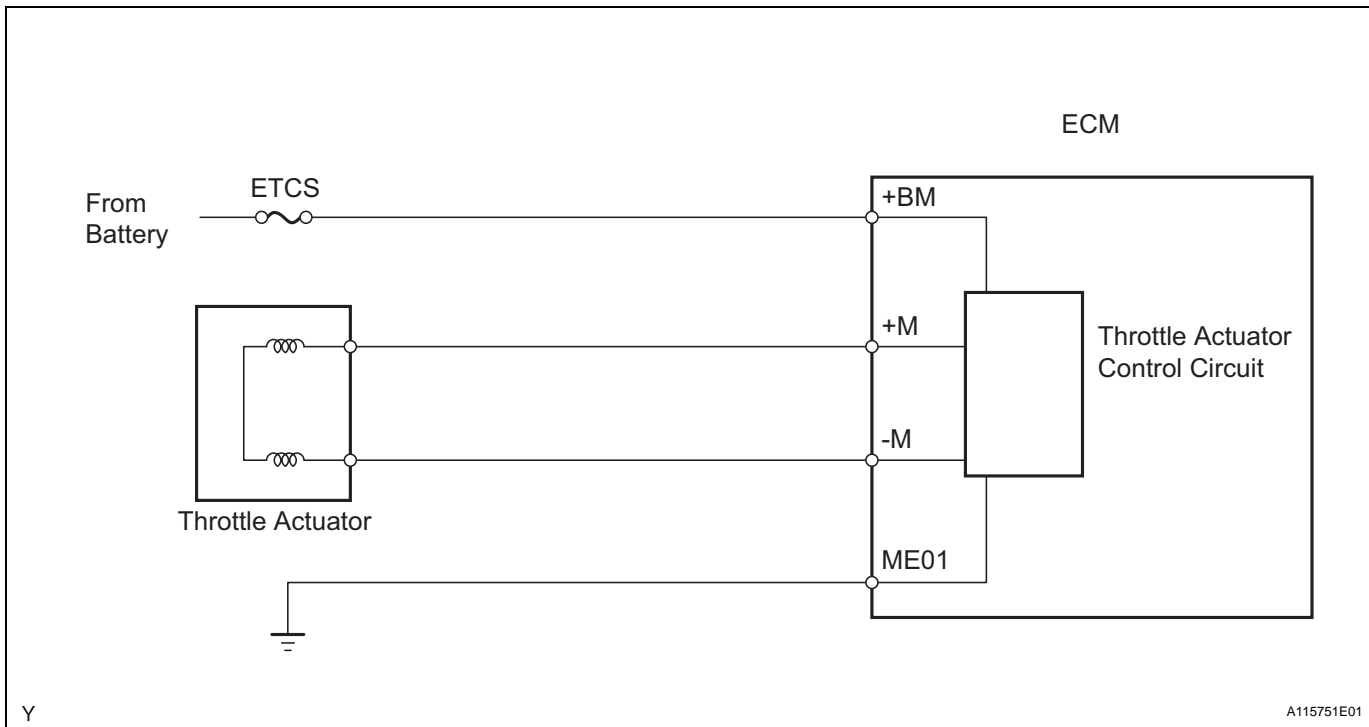 ECM
From
Battery
ETCS
+BM
+M
Throttle Actuator
Control Circuit
-M
Throttle Actuator
ME01
Y
A115751E01